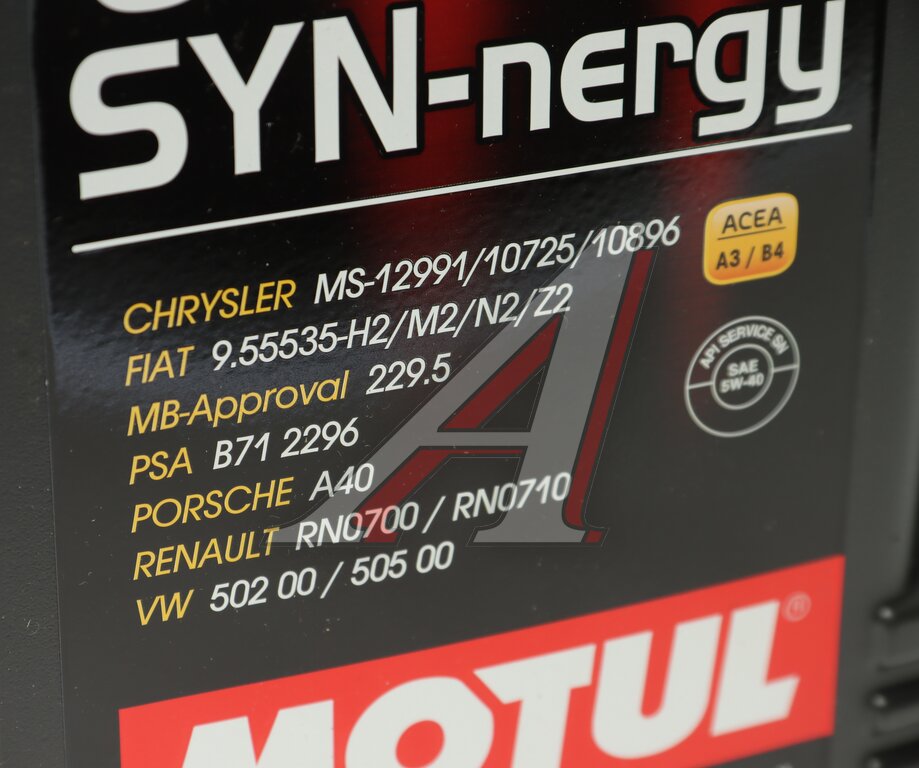 SYN-nergy
CHRYSLER MS-12991/10725/10896
FIAT 9.55535-H2/M2/N2/Z2
MB-Approval 229.5
PSA B71 2296
PORSCHE A40
RENAULT RN0700 / RN0710
VW 502 00 / 505 00
ACEA
A3 / B4
API SERVICE SN
SAE
5W-40
MOTUL®
A